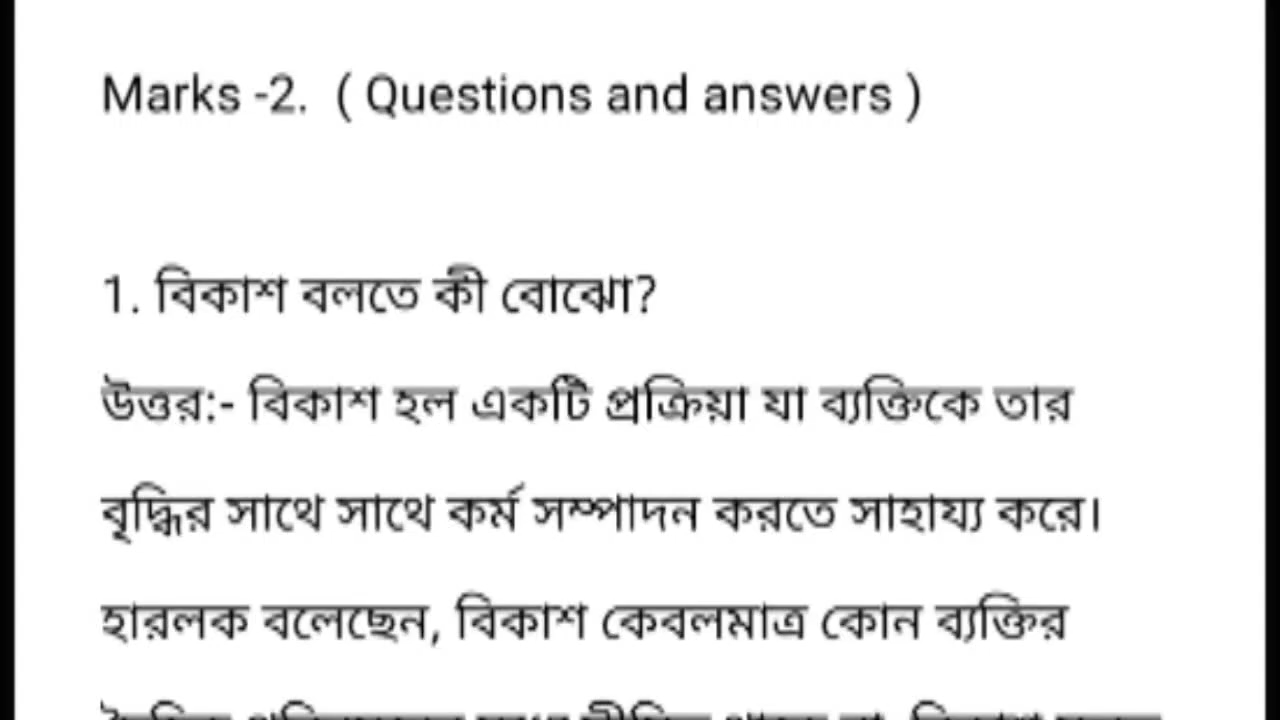 Marks -2. ( Questions and answers )
1. বিকাশ বলতে কী বোঝো?
উত্তর:- বিকাশ হল একটি প্রক্রিয়া যা ব্যক্তিকে তার
বৃদ্ধির সাথে সাথে কর্ম সম্পাদন করতে সাহায্য করে।
হারলক বলেছেন, বিকাশ কেবলমাত্র কোন ব্যক্তির